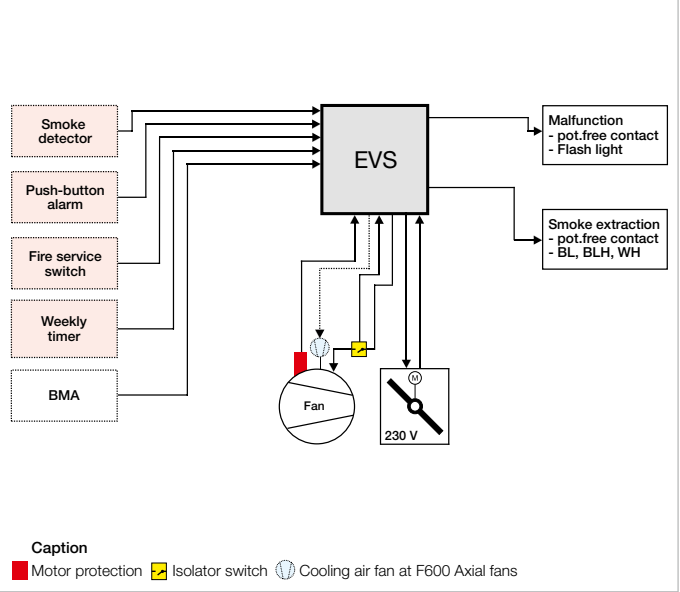 Smoke
detector
Push-button
alarm
Fire service
switch
Weekly
timer
BMA
EVS
Malfunction
- pot.free contact
- Flash light
Smoke extraction
- pot.free contact
- BL, BLH, WH
Fan
M
230 V
Caption
Motor protection Isolator switch Cooling air fan at F600 Axial fans